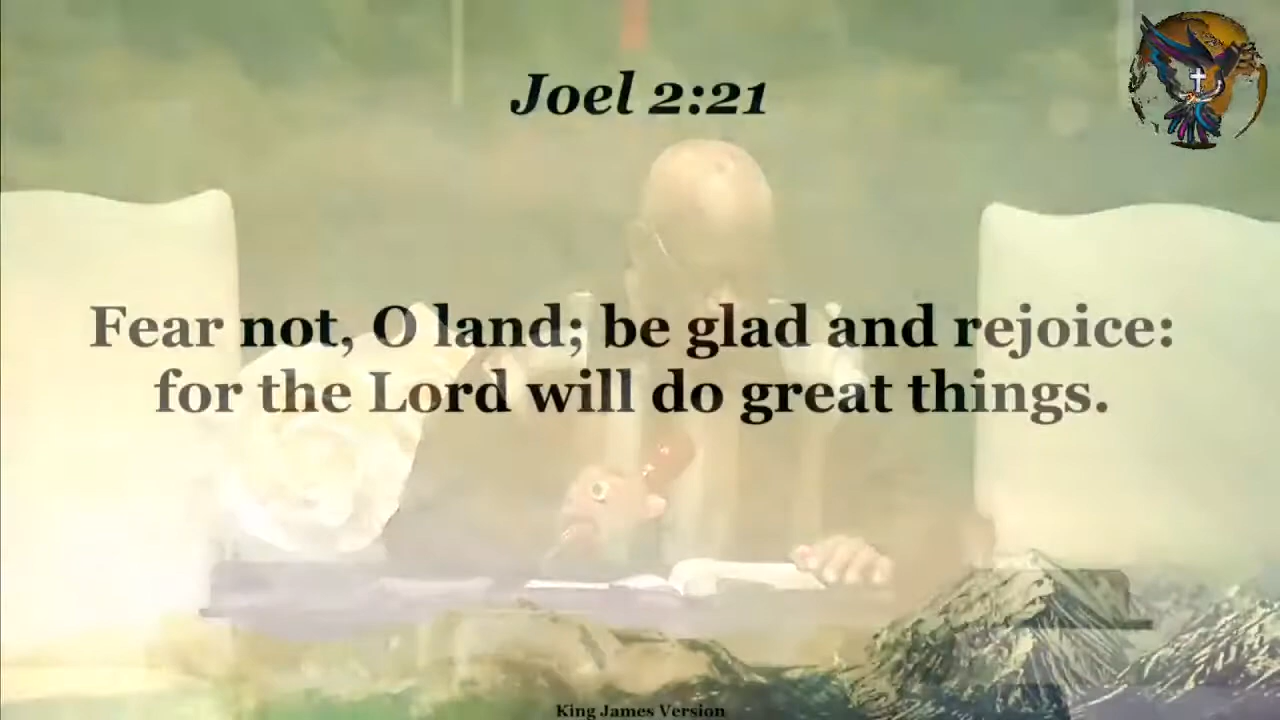 Joel 2:21
Fear not, O land; be glad and rejoice:
for the Lord will do great things.
King James Version